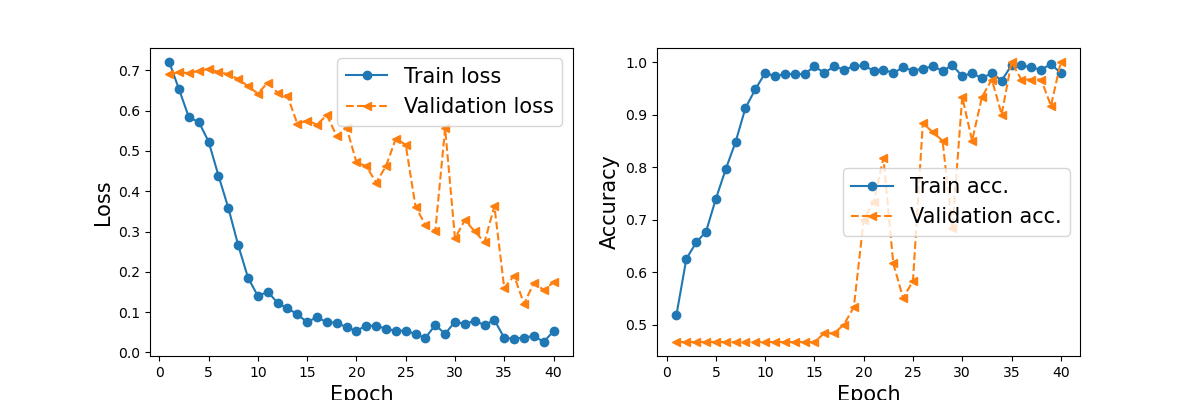 0.7
0.6
0.5
0.4
0.3
0.2
0.1
0.0
Loss
Train loss
Validation loss
0 5 10 15 20 25 30 35 40
Epoch
1.0
0.9
0.8
0.7
0.6
0.5
Accuracy
Train acc.
Validation acc.
0 5 10 15 20 25 30 35 40
Epoch